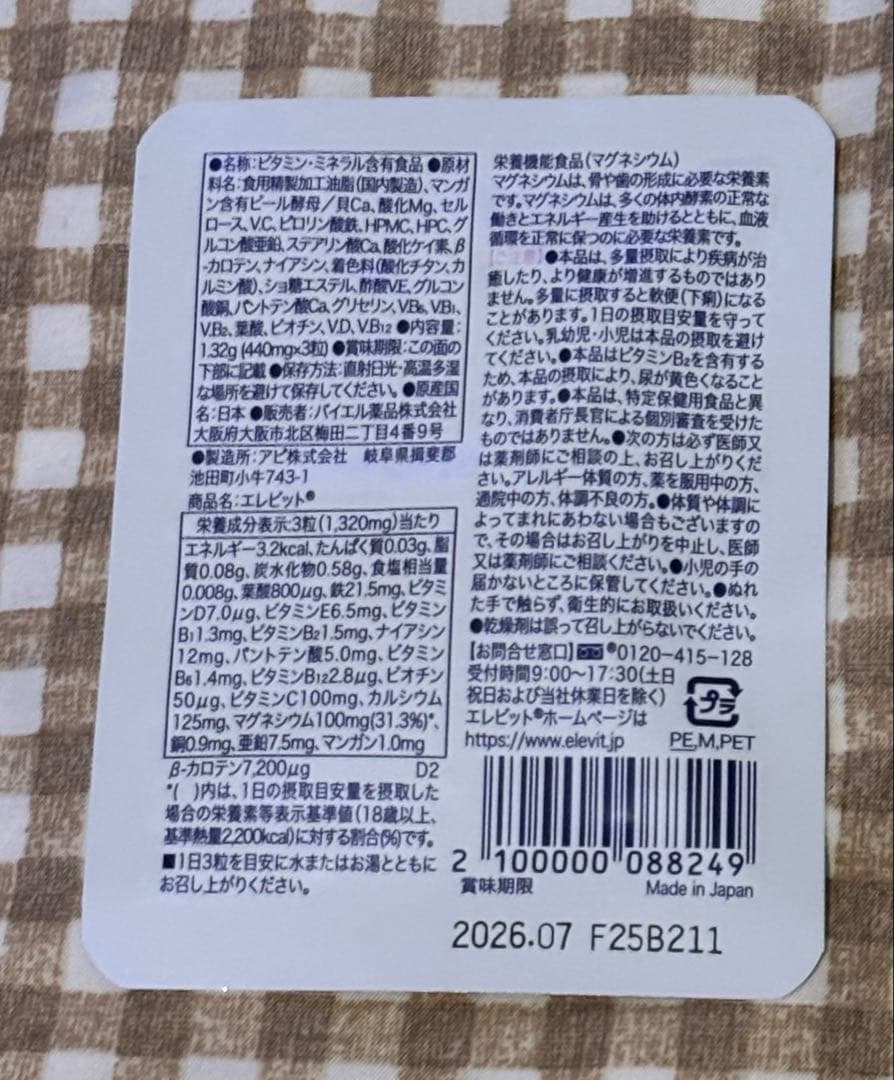 ●名称:ビタミン・ミネラル含有食品 ●原材
料名:食用精製加工油脂(国内製造)、マンガ
ン含有ビール酵母／貝Ca、酸化Mg、セル
ロース、V.C、ピロリン酸鉄、HPMC、HPC、グ
ルコン酸亜鉛、ステアリン酸Ca、酸化ケイ素、β
-カロテン、ナイアシン、着色料(酸化チタン、カ
ルミン酸)、ショ糖エステル、酢酸VE、グルコン
酸銅、パントテン酸Ca、グリセリン、V.B6、V.B1、
V.B2、葉酸、ビオチン、V.D、V.B12 ●内容量:
1.32g (440mg×3粒) ●賞味期限:この面の
下部に記載 ●保存方法:直射日光・高温多湿
な場所を避けて保存してください。 ●原産国
名:日本 ●販売者:バイエル薬品株式会社
大阪府大阪市北区梅田二丁目4番9号
●製造所:アピ株式会社 岐阜県揖斐郡
池田町小牛743-1
商品名:エレビット®
栄養成分表示:3粒(1,320mg)当たり
エネルギー3.2kcal、たんぱく質0.03g、脂
質0.08g、炭水化物0.58g、食塩相当量
0.008g、葉酸800μg、鉄21.5mg、ビタミ
ンD7.0μg、ビタミンE6.5mg、ビタミン
B1 1.3mg、ビタミンB2 1.5mg、ナイアシン
12mg、パントテン酸5.0mg、ビタミン
B6 1.4mg、ビタミンB12 2.8μg、ビオチン
50μg、ビタミンC100mg、カルシウム
125mg、マグネシウム100mg(31.3%)*、
銅0.9mg、亜鉛7.5mg、マンガン1.0mg
β-カロテン7,200μg D2
*( )内は、1日の摂取目安量を摂取した
場合の栄養素等表示基準値(18歳以上、
基準熱量2,200kcal)に対する割合(%)です。
■1日3粒を目安に水またはお湯とともに
お召し上がりください。
栄養機能食品(マグネシウム)
マグネシウムは、骨や歯の形成に必要な栄養素
です。マグネシウムは、多くの体内酵素の正常な
働きとエネルギー産生を助けるとともに、血液
循環を正常に保つのに必要な栄養素です。
【ご注意】●本品は、多量摂取により疾病が治
癒したり、より健康が増進するものではあり
ません。多量に摂取すると軟便(下痢)になる
ことがあります。1日の摂取目安量を守って
ください。乳幼児・小児は本品の摂取を避け
てください。●本品はビタミンB2を含有する
ため、本品の摂取により、尿が黄色くなること
があります。●本品は、特定保健用食品と異
なり、消費者庁長官による個別審査を受けた
ものではありません。●次の方は必ず医師又
は薬剤師にご相談の上、お召し上がりくだ
さい。アレルギー体質の方、薬を服用中の方、
通院中の方、体調不良の方。●体質や体調に
よってまれにあわない場合もございますの
で、その場合はお召し上がりを中止し、医師
又は薬剤師にご相談ください。●小児の手の
届かないところに保管してください。●ぬれ
た手で触らず、衛生的にお取扱いください。
●乾燥剤は誤って召し上がらないでください。
【お問合せ窓口】®0120-415-128
受付時間9:00〜17:30(土日
祝日および当社休業日を除く)
エレビット®ホームページは
https://www.elevit.jp
プラ
PE,M,PET
2 100000 088249
賞味期限 Made in Japan
2026.07 F25B211